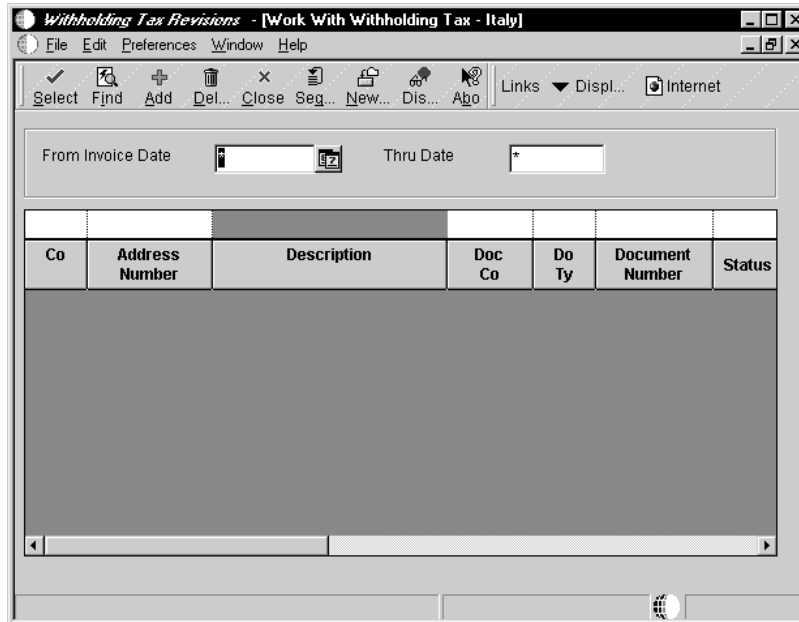 Withholding Tax Revisions - [Work With Withholding Tax - Italy]
File Edit Preferences Window Help
Select Find Add Del... Close Seq... New... Dis... Abo Links Displ... Internet
From Invoice Date * Thru Date *
Co Address Number Description Doc Co Do Ty Document Number Status